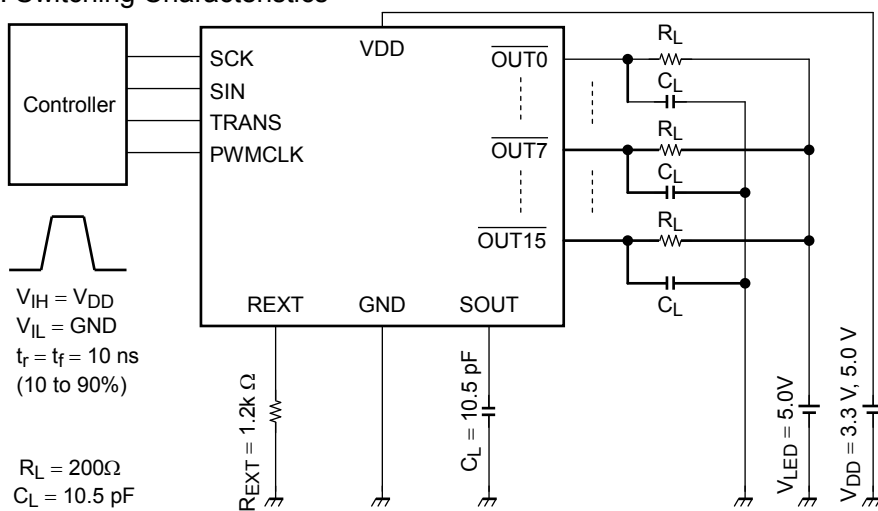 Switching Characteristics
Controller
SCK
SIN
TRANS
PWMCLK
VDD
OUT0
OUT7
OUT15
REXT
GND
SOUT
RL
CL
RL
CL
RL
CL
VIH = VDD
VIL = GND
tr = tf = 10 ns
(10 to 90%)
RL = 200Ω
CL = 10.5 pF
REXT = 1.2k Ω
CL = 10.5 pF
VLED = 5.0V
VDD = 3.3 V, 5.0 V